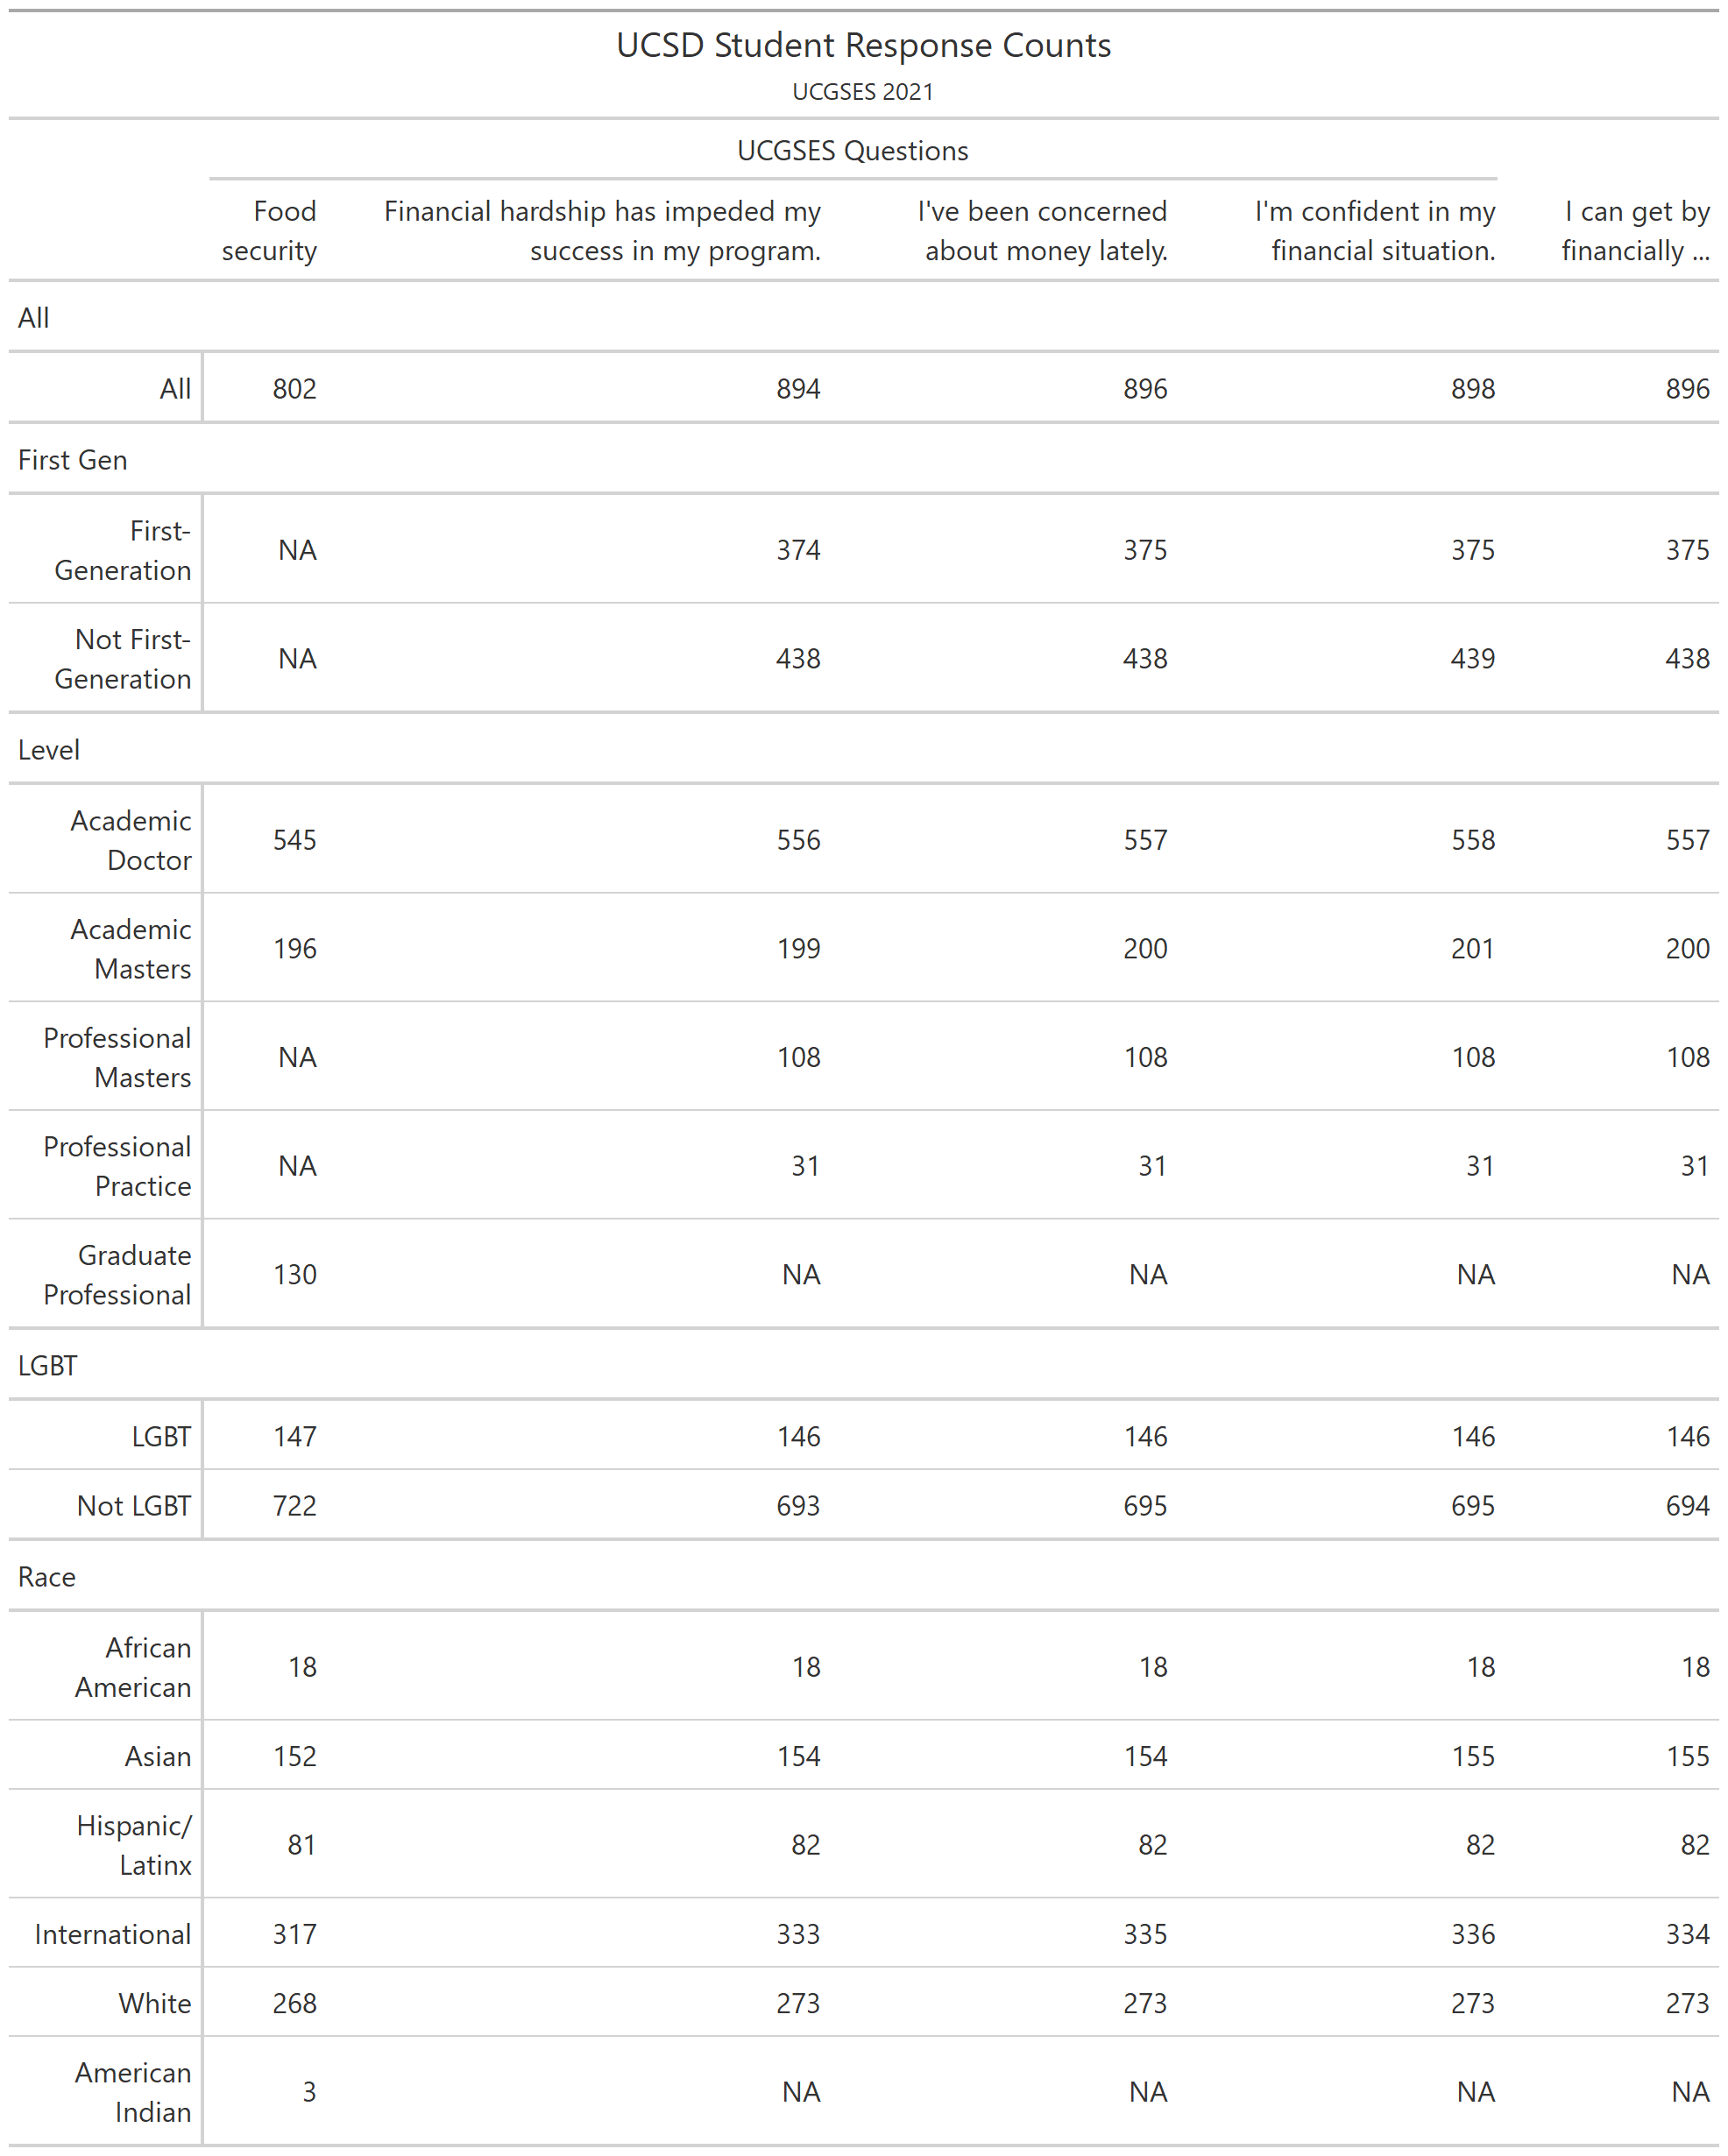 UCSD Student Response Counts
UCGSES 2021
UCGSES Questions
Food security | Financial hardship has impeded my success in my program. | I've been concerned about money lately. | I'm confident in my financial situation. | I can get by financially ...
All
All 802 894 896 898 896
First Gen
First-Generation NA 374 375 375 375
Not First-Generation NA 438 438 439 438
Level
Academic Doctor 545 556 557 558 557
Academic Masters 196 199 200 201 200
Professional Masters NA 108 108 108 108
Professional Practice NA 31 31 31 31
Graduate Professional 130 NA NA NA NA
LGBT
LGBT 147 146 146 146 146
Not LGBT 722 693 695 695 694
Race
African American 18 18 18 18 18
Asian 152 154 154 155 155
Hispanic/Latinx 81 82 82 82 82
International 317 333 335 336 334
White 268 273 273 273 273
American Indian 3 NA NA NA NA